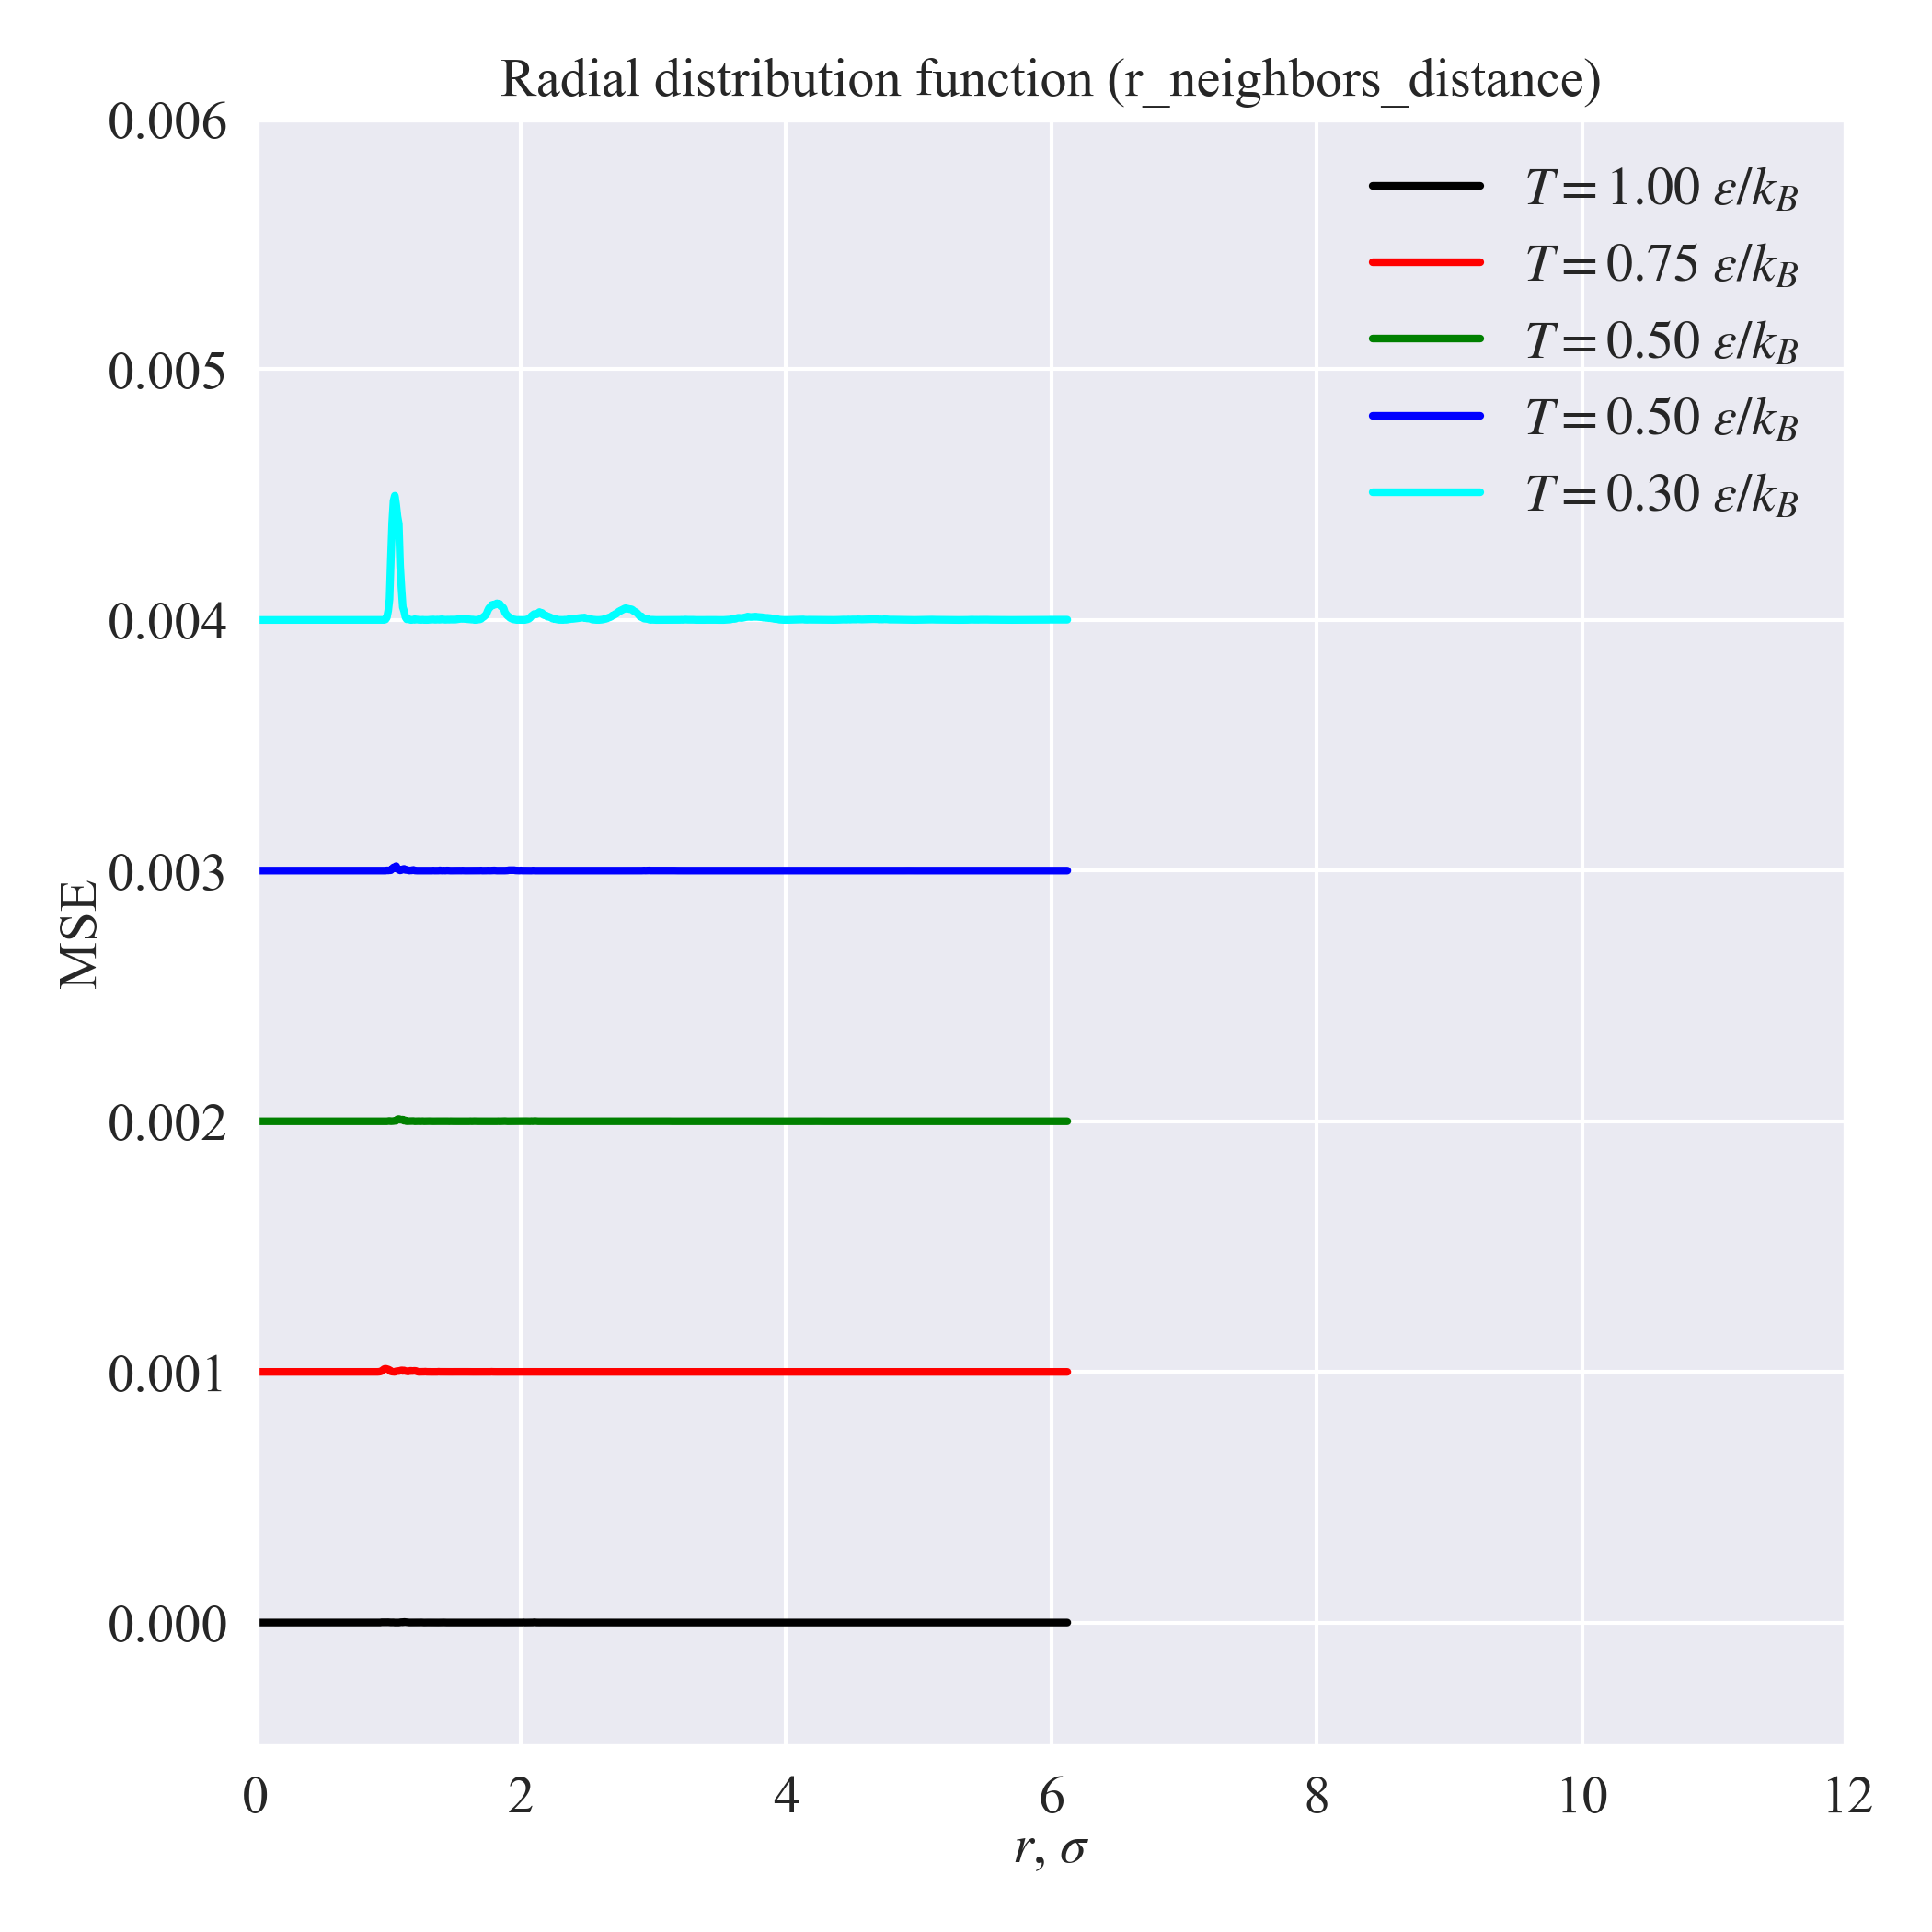 Radial distribution function (r_neighbors_distance)
0.006
0.005
0.004
0.003
0.002
0.001
0.000
MSE
T = 1.00 ε/k_B
T = 0.75 ε/k_B
T = 0.50 ε/k_B
T = 0.50 ε/k_B
T = 0.30 ε/k_B
0 2 4 6 8 10 12
r, σ